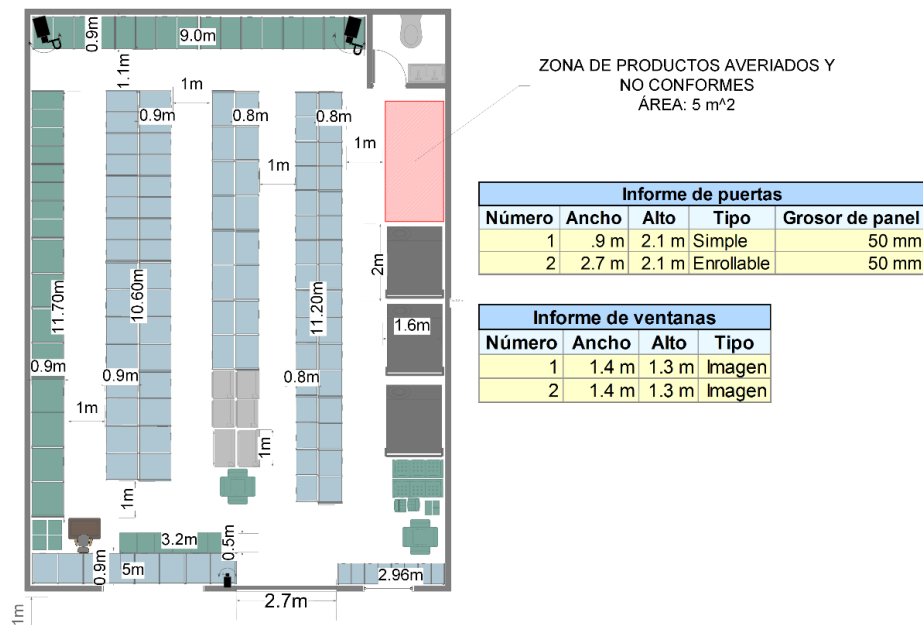 0.9m
9.0m
1.1m
1m
0.9m
0.8m
0.8m
1m
1m
ZONA DE PRODUCTOS AVERIADOS Y
NO CONFORMES
ÁREA: 5 m^2
2m
11.70m
10.60m
11.20m
1.6m
0.9m
0.9m
0.8m
1m
1m
1m
3.2m
0.5m
0.9m
5m
2.96m
2.7m
1m
Informe de puertas
Número Ancho Alto Tipo Grosor de panel
1 .9 m 2.1 m Simple 50 mm
2 2.7 m 2.1 m Enrollable 50 mm
Informe de ventanas
Número Ancho Alto Tipo
1 1.4 m 1.3 m Imagen
2 1.4 m 1.3 m Imagen